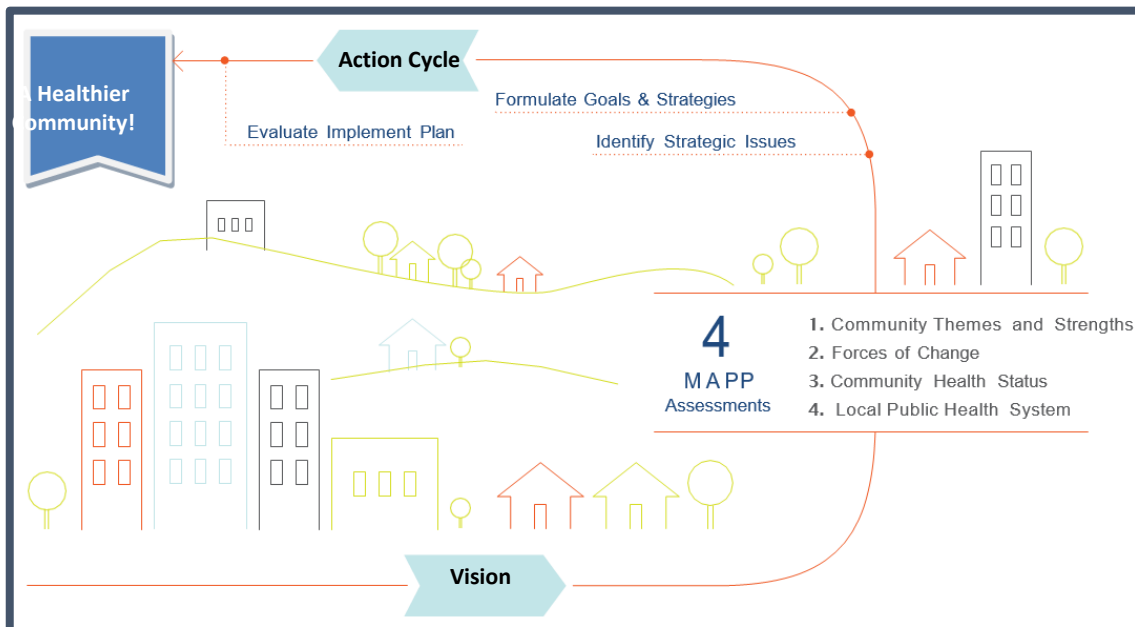 Action Cycle
A Healthier
Community!
Formulate Goals & Strategies
Evaluate Implement Plan
Identify Strategic Issues
4
MAPP
Assessments
1. Community Themes and Strengths
2. Forces of Change
3. Community Health Status
4. Local Public Health System
Vision